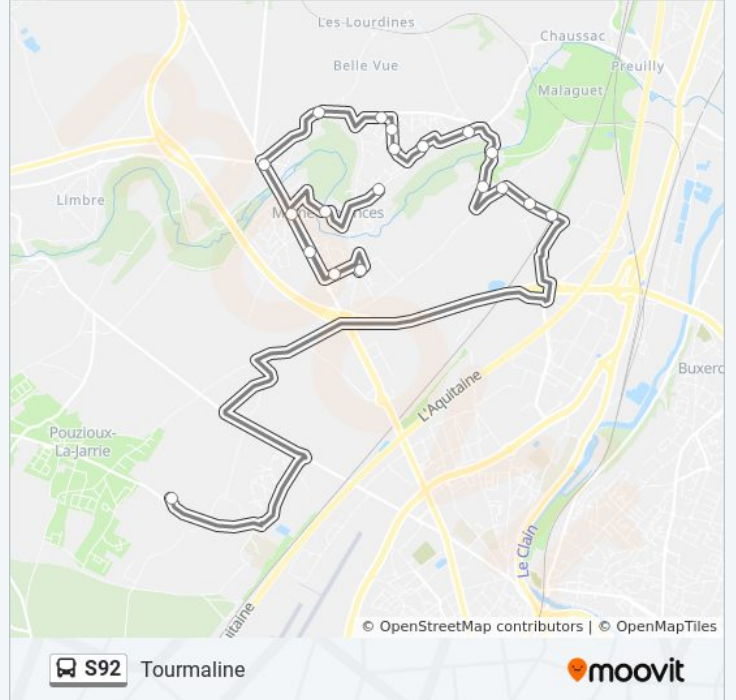 Les Lourdines
Chaussac
Belle Vue
Preuilly
Malaguet
Limbre
Buxerc
L'Aquitaine
Pouzioux-
La-Jarrie
Le Clain
itaine
© OpenStreetMap contributors | © OpenMapTiles
S92 Tourmaline
moovit